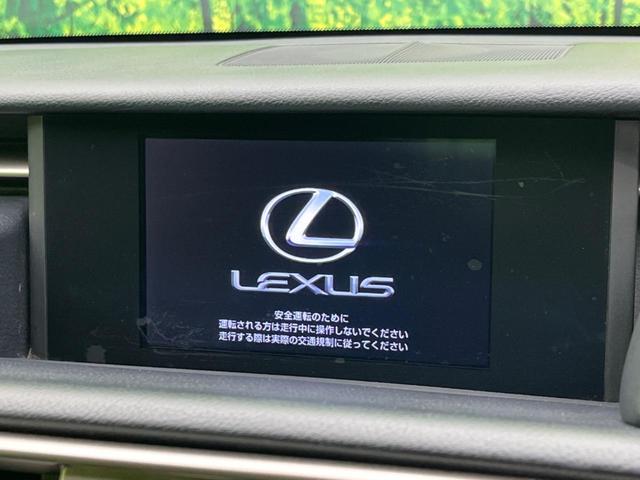 LEXUS
安全運転のために
運転される方は走行中に操作しないでください
走行する際は実際の交通規制に従ってください